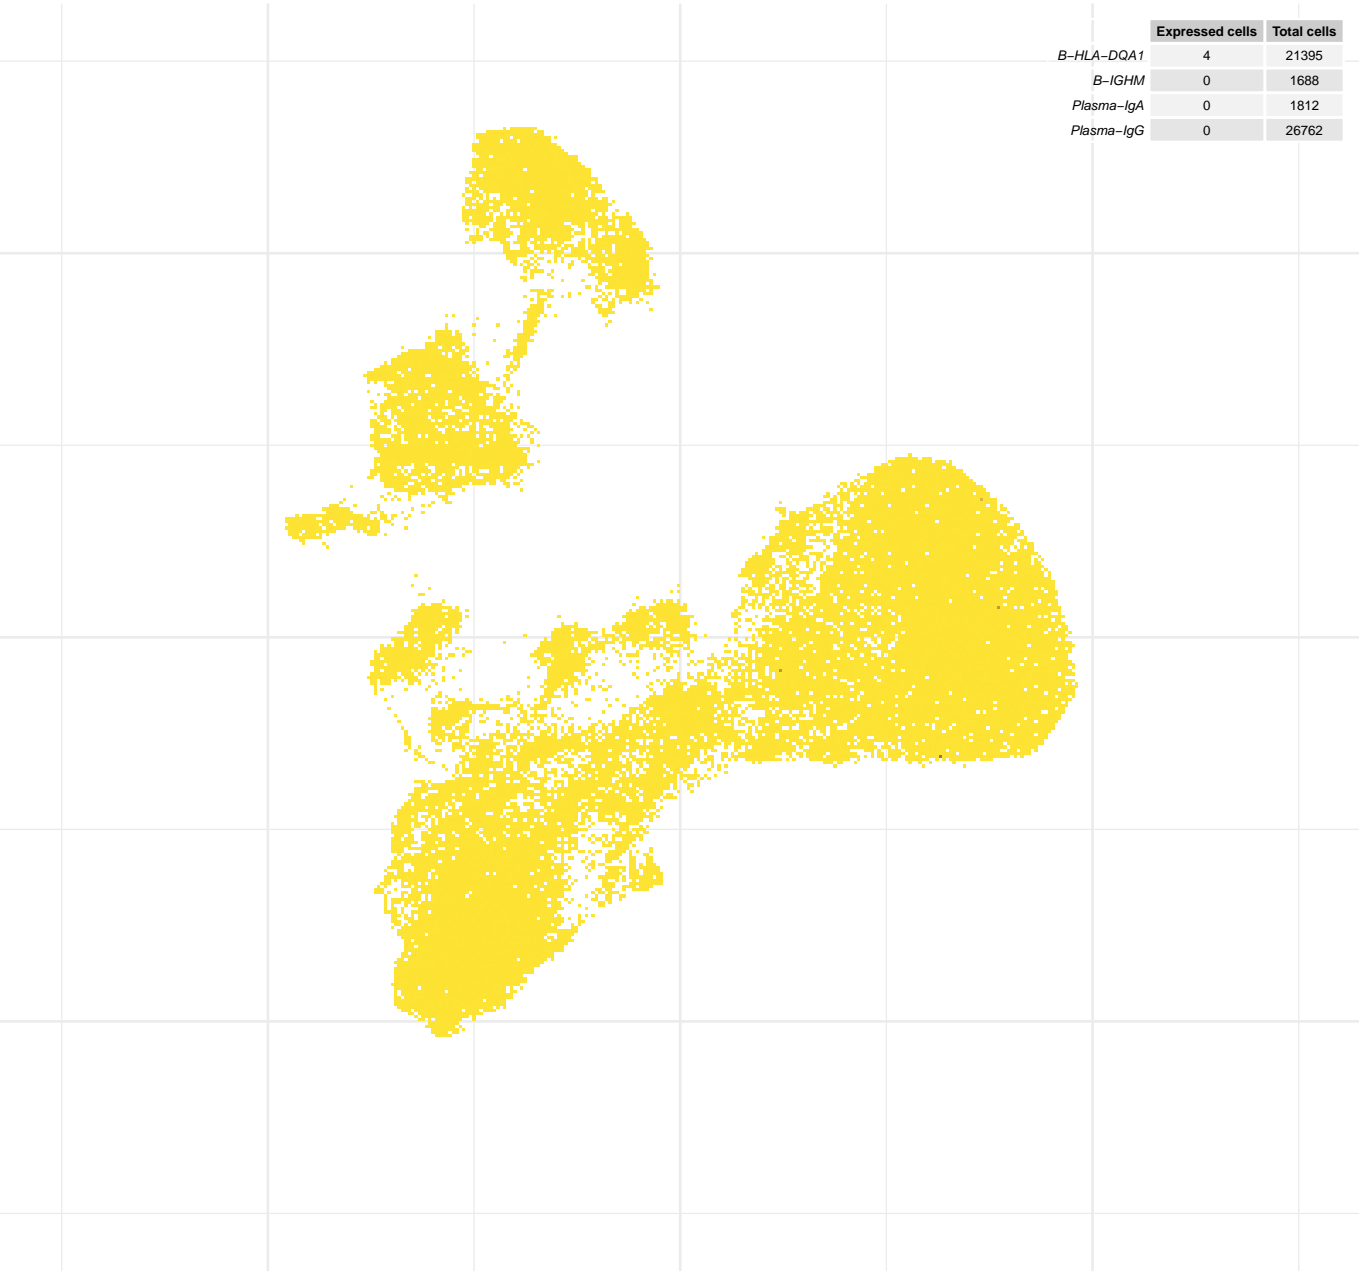 Expressed cells Total cells
B−HLA−DQA1 4 21395
B−IGHM 0 1688
Plasma−IgA 0 1812
Plasma−IgG 0 26762